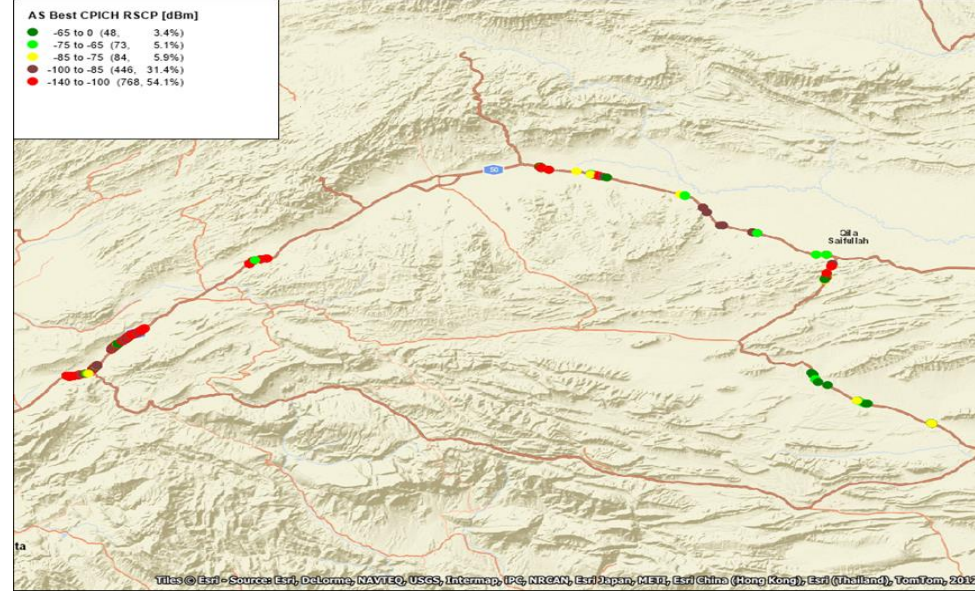 AS Best CPICH RSCP [dBm]
-65 to 0 (48, 3.4%)
-75 to -65 (73, 5.1%)
-85 to -75 (84, 5.9%)
-100 to -85 (446, 31.4%)
-140 to -100 (768, 54.1%)
50
Qila
Saifullah
ta
Tiles © Esri - Source: Esri, DeLorme, NAVTEQ, USGS, Intermap, iPC, NRCAN, Esri Japan, METI, Esri China (Hong Kong), Esri (Thailand), TomTom, 2012